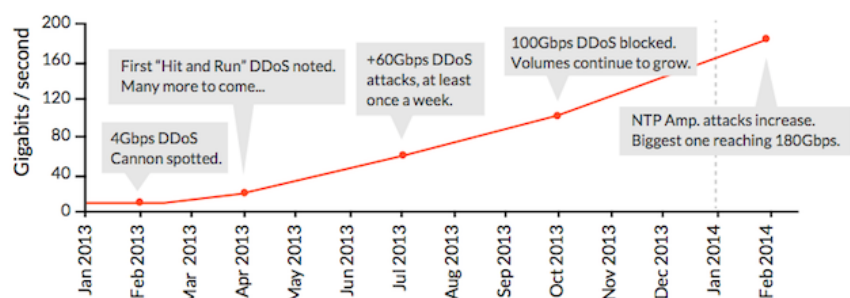 200
160
120
80
40
0
Gigabits / second
First “Hit and Run” DDoS noted.
Many more to come...
4Gbps DDoS
Cannon spotted.
+60Gbps DDoS
attacks, at least
once a week.
100Gbps DDoS blocked.
Volumes continue to grow.
NTP Amp. attacks increase.
Biggest one reaching 180Gbps.
Jan 2013
Feb 2013
Mar 2013
Apr 2013
May 2013
Jun 2013
Jul 2013
Aug 2013
Sep 2013
Oct 2013
Nov 2013
Dec 2013
Jan 2014
Feb 2014